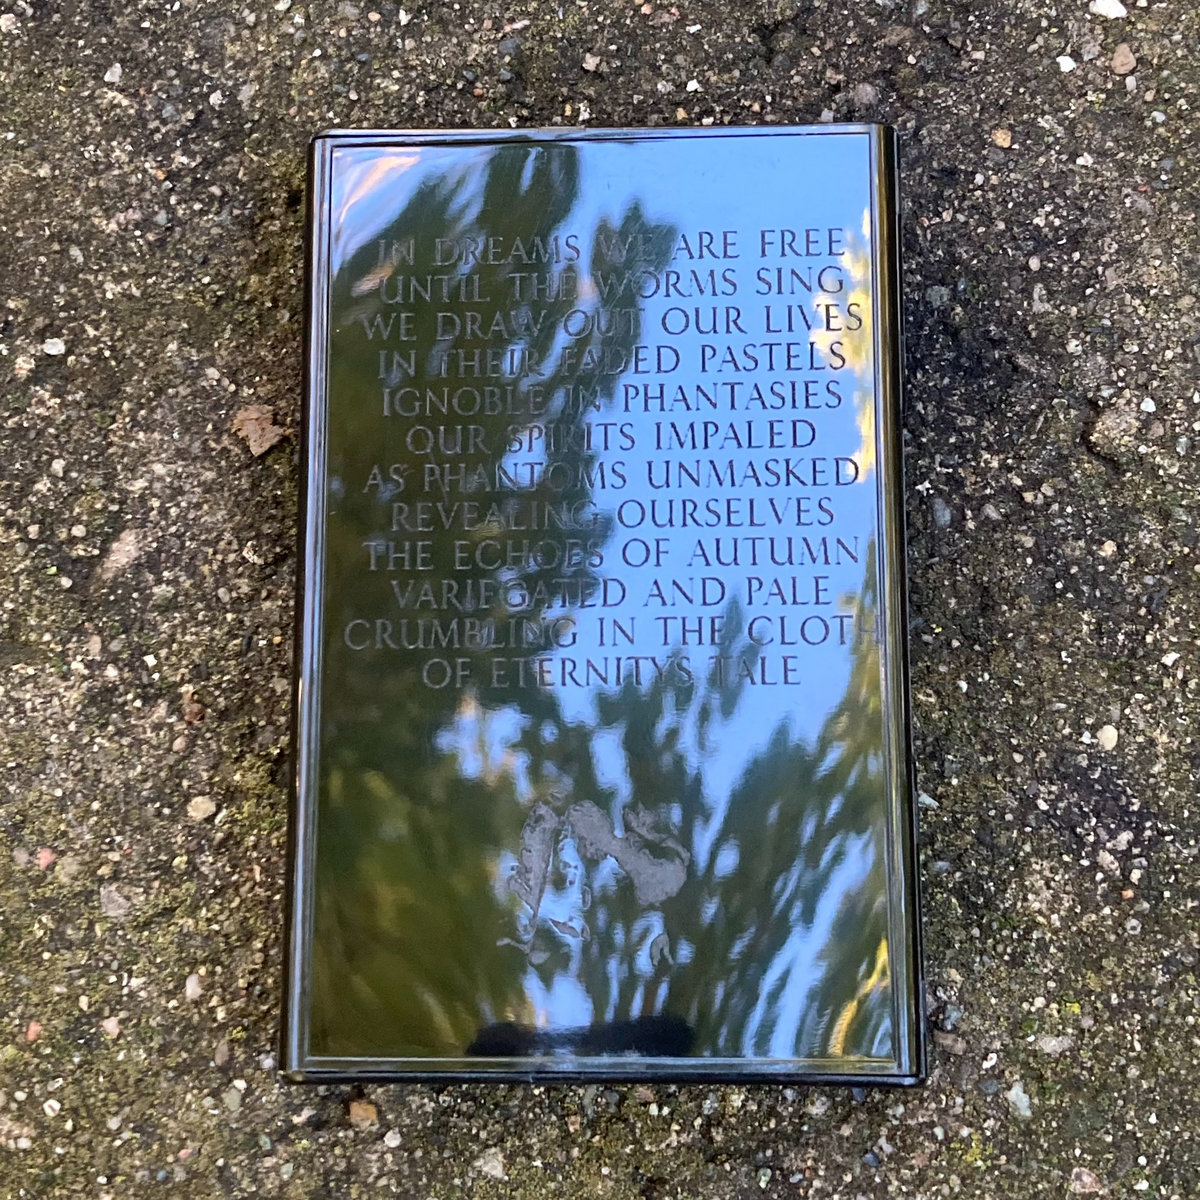 IN DREAMS WE ARE FREE
UNTIL THE WORMS SING
WE DRAW OUT OUR LIVES
IN THEIR FADED PASTELS
IGNOBLE IN PHANTASIES
OUR SPIRITS IMPALED
AS PHANTOMS UNMASKED
REVEALING OURSELVES
THE ECHOES OF AUTUMN
VARIEGATED AND PALE
CRUMBLING IN THE CLOTH
OF ETERNITYS TALE